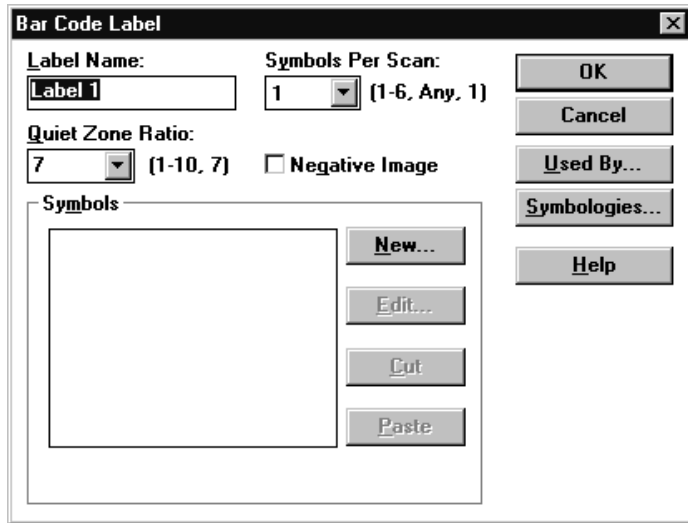 Bar Code Label
Label Name:
Symbols Per Scan:
Label 1
1
(1-6, Any, 1)
Quiet Zone Ratio:
7
(1-10, 7)
Negative Image
Symbols
New...
Edit...
Cut
Paste
OK
Cancel
Used By...
Symbologies...
Help